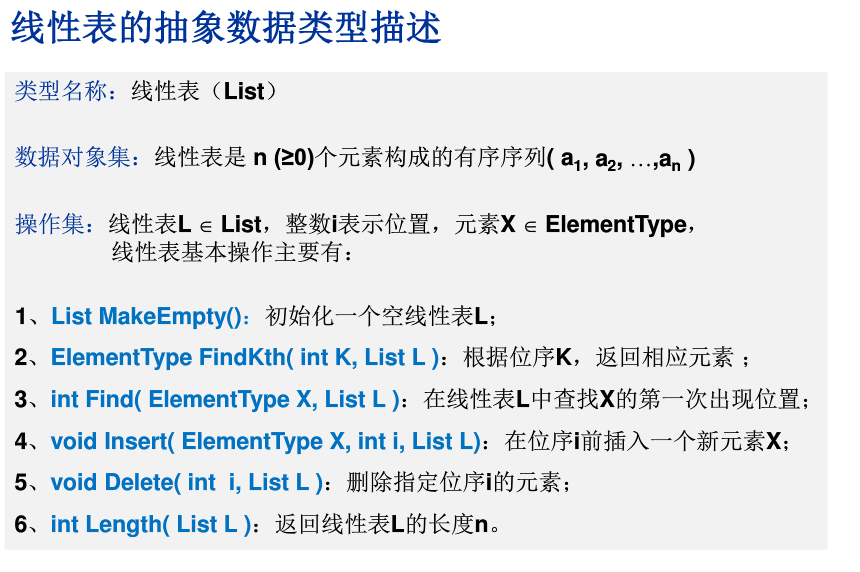 线性表的抽象数据类型描述
类型名称：线性表（List）
数据对象集：线性表是 n (≥0)个元素构成的有序序列( a1, a2, …,an )
操作集：线性表L ∈ List，整数i表示位置，元素X ∈ ElementType，
线性表基本操作主要有：
1、List MakeEmpty()：初始化一个空线性表L；
2、ElementType FindKth( int K, List L )：根据位序K，返回相应元素 ；
3、int Find( ElementType X, List L )：在线性表L中查找X的第一次出现位置；
4、void Insert( ElementType X, int i, List L)：在位序i前插入一个新元素X；
5、void Delete( int  i, List L )：删除指定位序i的元素；
6、int Length( List L )：返回线性表L的长度n。